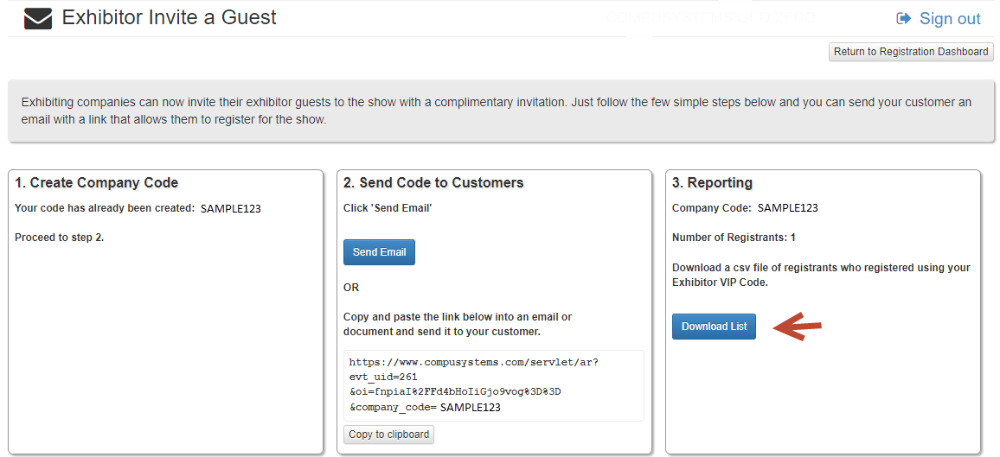 Exhibitor Invite a Guest
Sign out
Return to Registration Dashboard
Exhibiting companies can now invite their exhibitor guests to the show with a complimentary invitation. Just follow the few simple steps below and you can send your customer an
email with a link that allows them to register for the show.
1. Create Company Code
Your code has already been created: SAMPLE123
Proceed to step 2.
2. Send Code to Customers
Click 'Send Email'
Send Email
OR
Copy and paste the link below into an email or
document and send it to your customer.
https://www.compusystems.com/servlet/ar?
evt_uid=261
&oi=fnpiaI%2FFd4bHoIiGjo9vog%3D%3D
&company_code= SAMPLE123
Copy to clipboard
3. Reporting
Company Code: SAMPLE123
Number of Registrants: 1
Download a csv file of registrants who registered using your
Exhibitor VIP Code.
Download List